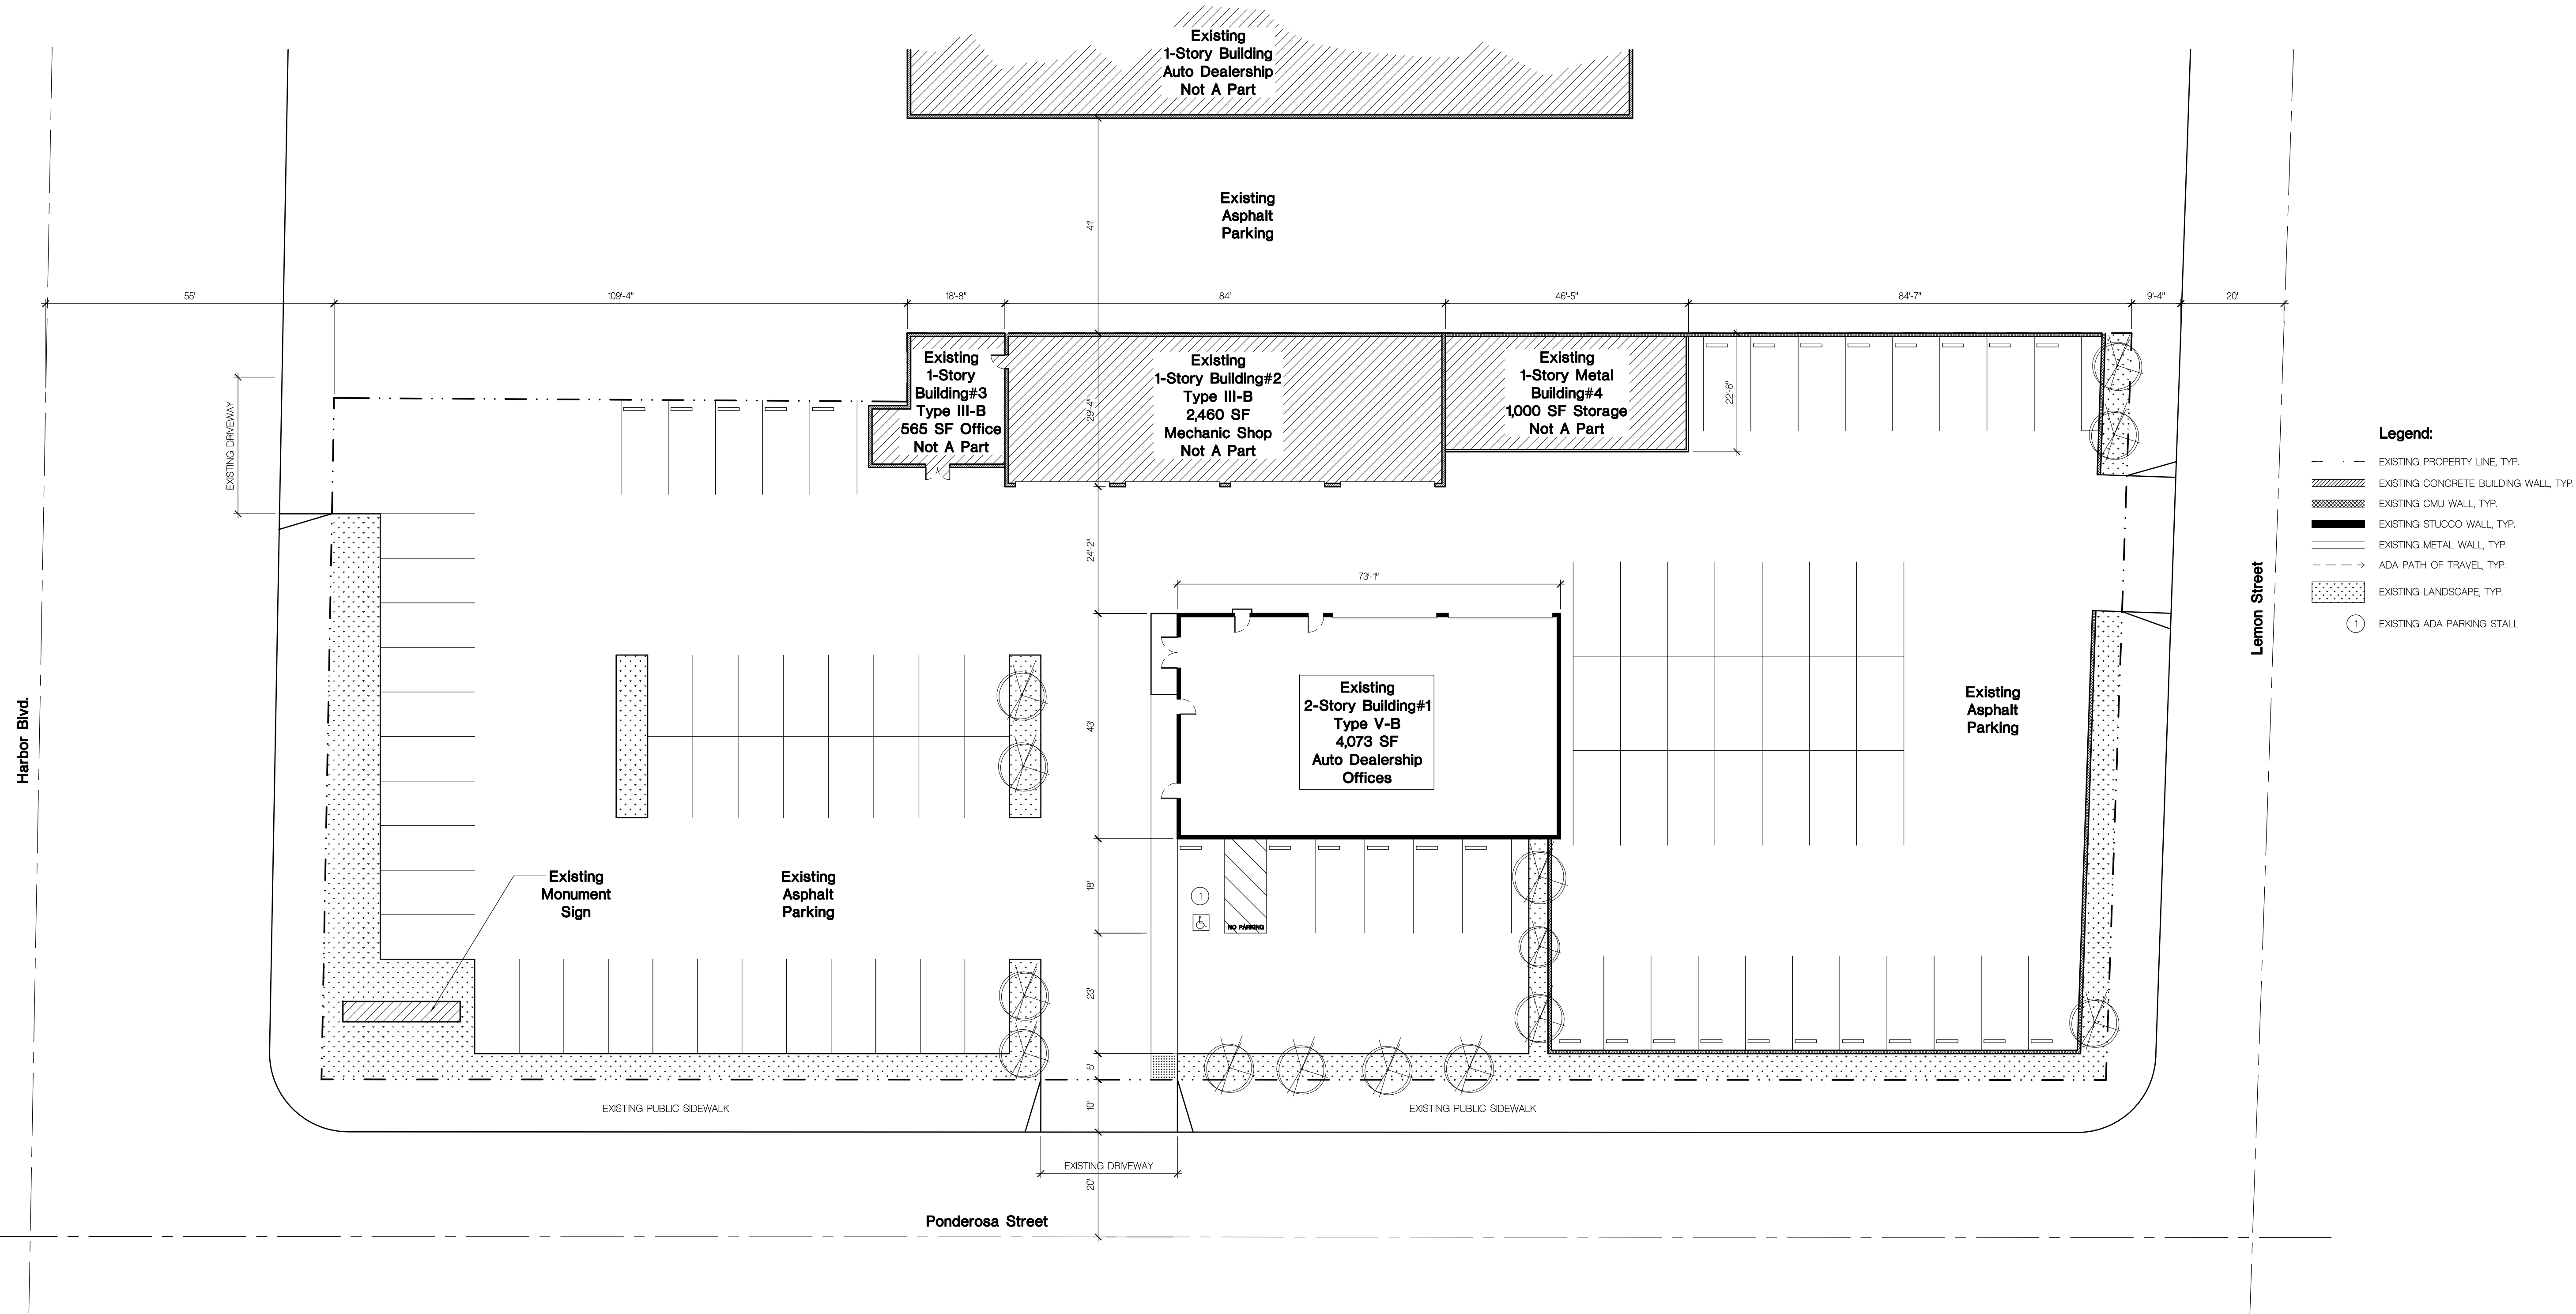 Existing
1-Story Building
Auto Dealership
Not A Part
Existing
Asphalt
Parking
41'
55'
109'-4"
18'-8"
84'
46'-5"
84'-7"
9'-4"
20'
EXISTING DRIVEWAY
Existing
1-Story
Building#3
Type III-B
565 SF Office
Not A Part
29'-4"
Existing
1-Story Building#2
Type III-B
2,460 SF
Mechanic Shop
Not A Part
Existing
1-Story Metal
Building#4
1,000 SF Storage
Not A Part
22'-8"
24'-2"
73'-1"
43'
Existing
2-Story Building#1
Type V-B
4,073 SF
Auto Dealership
Offices
Existing
Asphalt
Parking
Harbor Blvd.
Lemon Street
Existing
Monument
Sign
Existing
Asphalt
Parking
18'
1
NO PARKING
23'
5'
10'
EXISTING PUBLIC SIDEWALK
EXISTING PUBLIC SIDEWALK
EXISTING DRIVEWAY
20'
Ponderosa Street
Legend:
EXISTING PROPERTY LINE, TYP.
EXISTING CONCRETE BUILDING WALL, TYP.
EXISTING CMU WALL, TYP.
EXISTING STUCCO WALL, TYP.
EXISTING METAL WALL, TYP.
ADA PATH OF TRAVEL, TYP.
EXISTING LANDSCAPE, TYP.
1 EXISTING ADA PARKING STALL